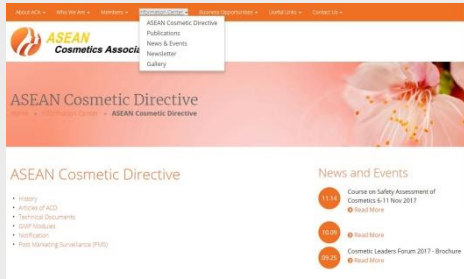 About ACA
Who We Are
Members
Information Center
Business Opportunities
Useful Links
Contact Us
ASEAN Cosmetic Directive
Publications
News & Events
Newsletter
Gallery
ASEAN
Cosmetics Associa
ASEAN Cosmetic Directive
Home » Information Center » ASEAN Cosmetic Directive
ASEAN Cosmetic Directive
• History
• Articles of ACD
• Technical Documents
• GMP Modules
• Notification
• Post Marketing Surveillance (PMS)
News and Events
11.14
Course on Safety Assessment of
Cosmetics 6-11 Nov 2017
Read More
10.09
Read More
09.25
Cosmetic Leaders Forum 2017 - Brochure
Read More